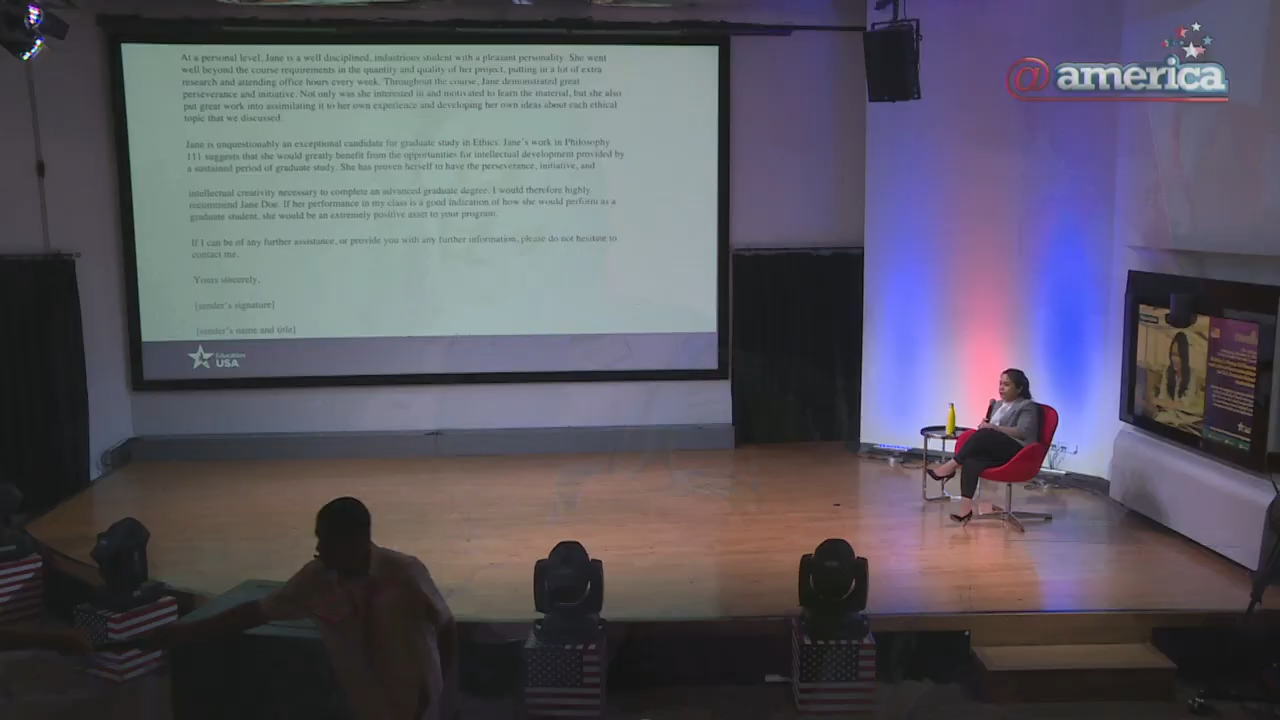 At a personal level, Jane is a well disciplined, industrious student with a pleasant personality. She went
well beyond the course requirements in the quantity and quality of her project, putting in a lot of extra
research and attending office hours every week. Throughout the course, Jane demonstrated great
perseverance and initiative. Not only was she interested in and motivated to learn the material, but she also
put great work into assimilating it to her own experience and developing her own ideas about each ethical
topic that we discussed.
Jane is unquestionably an exceptional candidate for graduate study in Ethics. Jane's work in Philosophy
111 suggests that she would greatly benefit from the opportunities for intellectual development provided by
a sustained period of graduate study. She has proven herself to have the perseverance, initiative, and
intellectual creativity necessary to complete an advanced graduate degree. I would therefore highly
recommend Jane Doe. If her performance in my class is a good indication of how she would perform as a
graduate student, she would be an extremely positive asset to your program.
If I can be of any further assistance, or provide you with any further information, please do not hesitate to
contact me.
Yours sincerely,
[sender's signature]
[sender's name and title]
Education
USA
@america